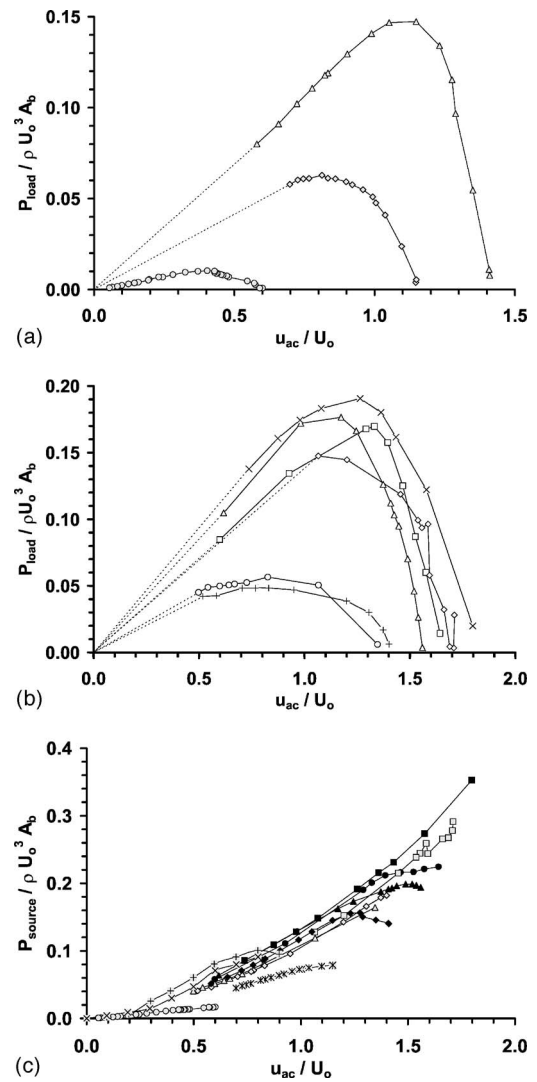 0.15
0.10
0.05
0.00
P_load / ρ U_o^3 A_b
0.0 0.5 1.0 1.5
u_ac / U_o
(a)
0.20
0.15
0.10
0.05
0.00
P_load / ρU_o^3 A_b
0.0 0.5 1.0 1.5 2.0
u_ac / U_o
(b)
0.4
0.3
0.2
0.1
0.0
P_source / ρ U_o^3 A_b
0.0 0.5 1.0 1.5 2.0
u_ac / U_o
(c)